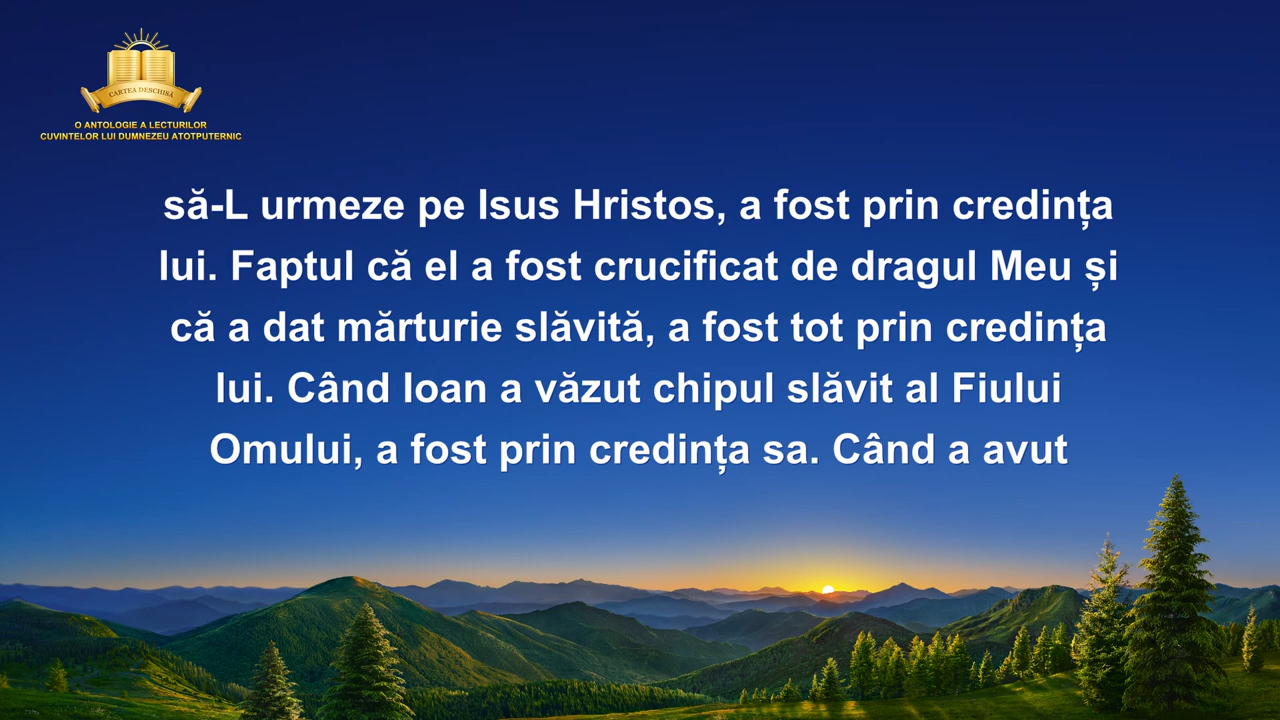 CARTEA DESCHISĂ
O ANTOLOGIE A LECTURILOR
CUVINTELOR LUI DUMNEZEU ATOTPUTERNIC
să-L urmeze pe Isus Hristos, a fost prin credința
lui. Faptul că el a fost crucificat de dragul Meu și
că a dat mărturie slăvită, a fost tot prin credința
lui. Când Ioan a văzut chipul slăvit al Fiului
Omului, a fost prin credința sa. Când a avut